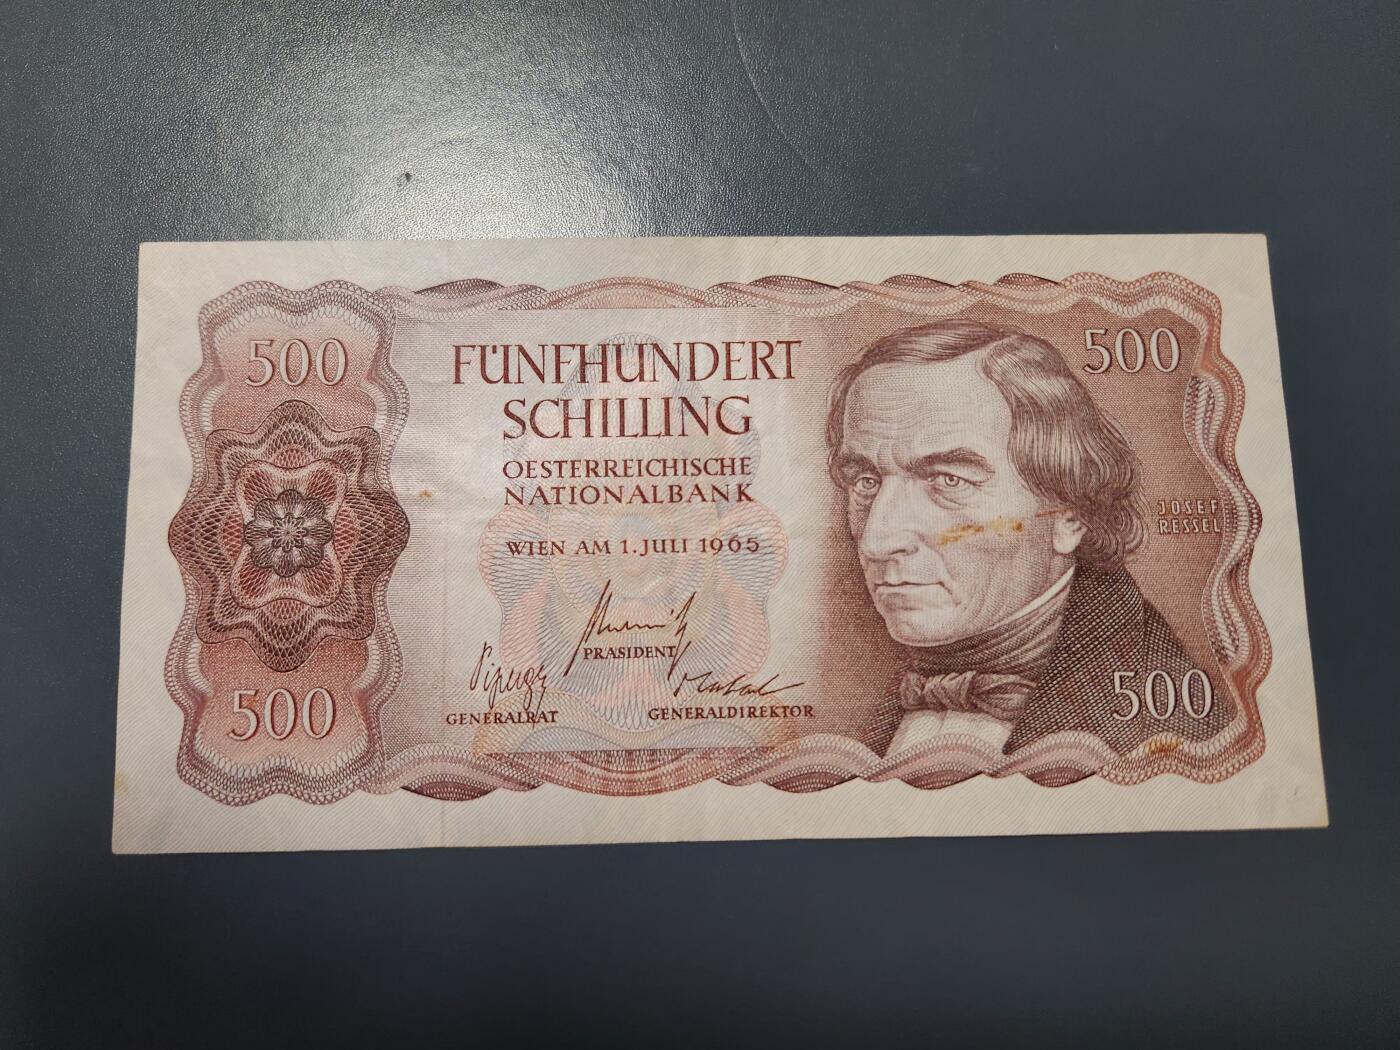 500
FÜNFHUNDERT
SCHILLING
OESTERREICHISCHE
NATIONALBANK
WIEN AM 1. JULI 1965
PRÄSIDENT
GENERALRAT
GENERALDIREKTOR
500
500
JOSEF
RESSEL
500